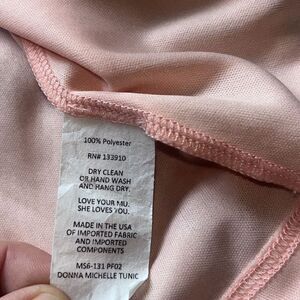 100% Polyester
RN# 133910
DRY CLEAN
OR HAND WASH
AND HANG DRY.
LOVE YOUR MU.
SHE LOVES YOU.
MADE IN THE USA
OF IMPORTED FABRIC
AND IMPORTED
COMPONENTS
MS6-131 PF02
DONNA MICHELLE TUNIC